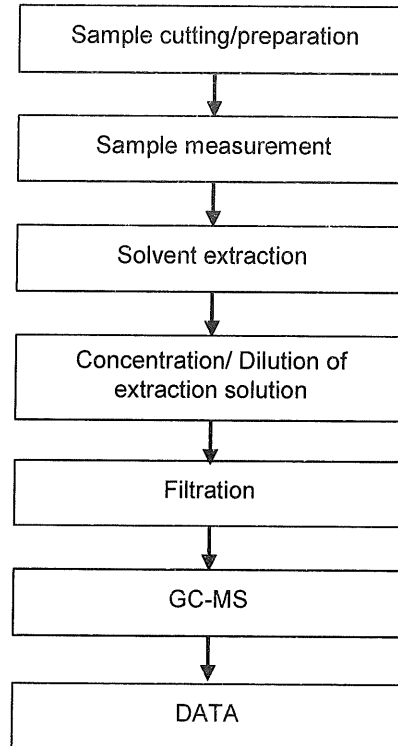 Sample cutting/preparation
Sample measurement
Solvent extraction
Concentration/ Dilution of
extraction solution
Filtration
GC-MS
DATA